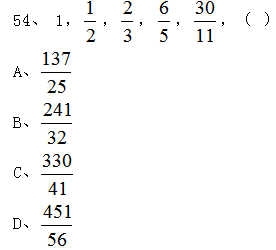 54、 1, 1/2, 2/3, 6/5, 30/11, ( )
A、137/25
B、241/32
C、330/41
D、451/56